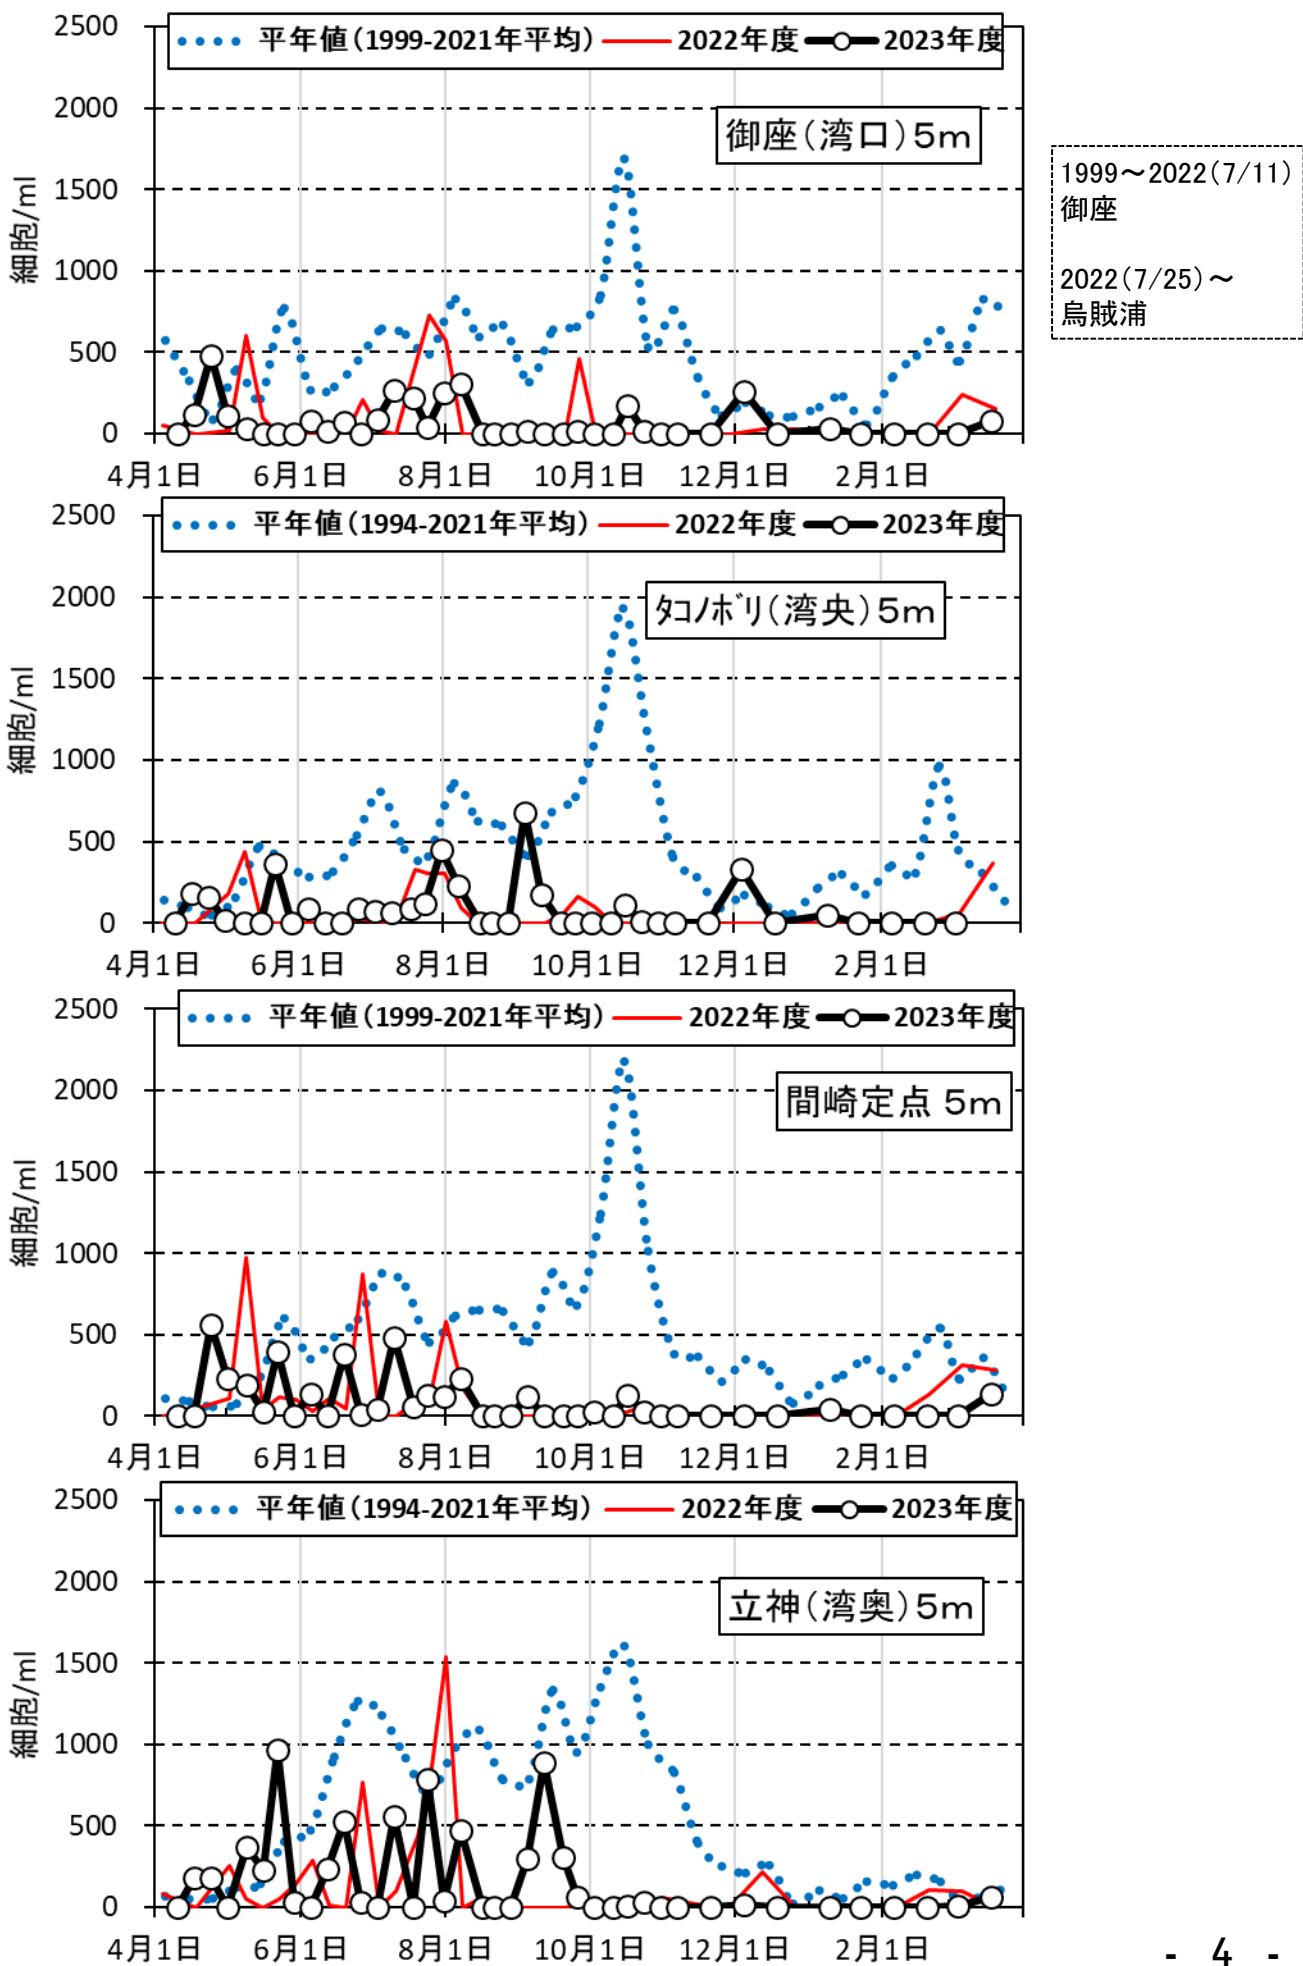 平年値（1999-2021年平均） 2022年度 2023年度
2500
2000
1500
1000
500
0
細胞/ml
御座（湾口）5m
4月1日 6月1日 8月1日 10月1日 12月1日 2月1日
1999～2022（7/11）
御座
2022（7/25）～
烏賊浦
平年値（1994-2021年平均） 2022年度 2023年度
2500
2000
1500
1000
500
0
細胞/ml
ﾀｺﾉﾎﾞﾘ（湾央）5m
4月1日 6月1日 8月1日 10月1日 12月1日 2月1日
平年値（1999-2021年平均） 2022年度 2023年度
2500
2000
1500
1000
500
0
細胞/ml
間崎定点 5m
4月1日 6月1日 8月1日 10月1日 12月1日 2月1日
平年値（1994-2021年平均） 2022年度 2023年度
2500
2000
1500
1000
500
0
細胞/ml
立神（湾奥）5m
4月1日 6月1日 8月1日 10月1日 12月1日 2月1日
- 4 -